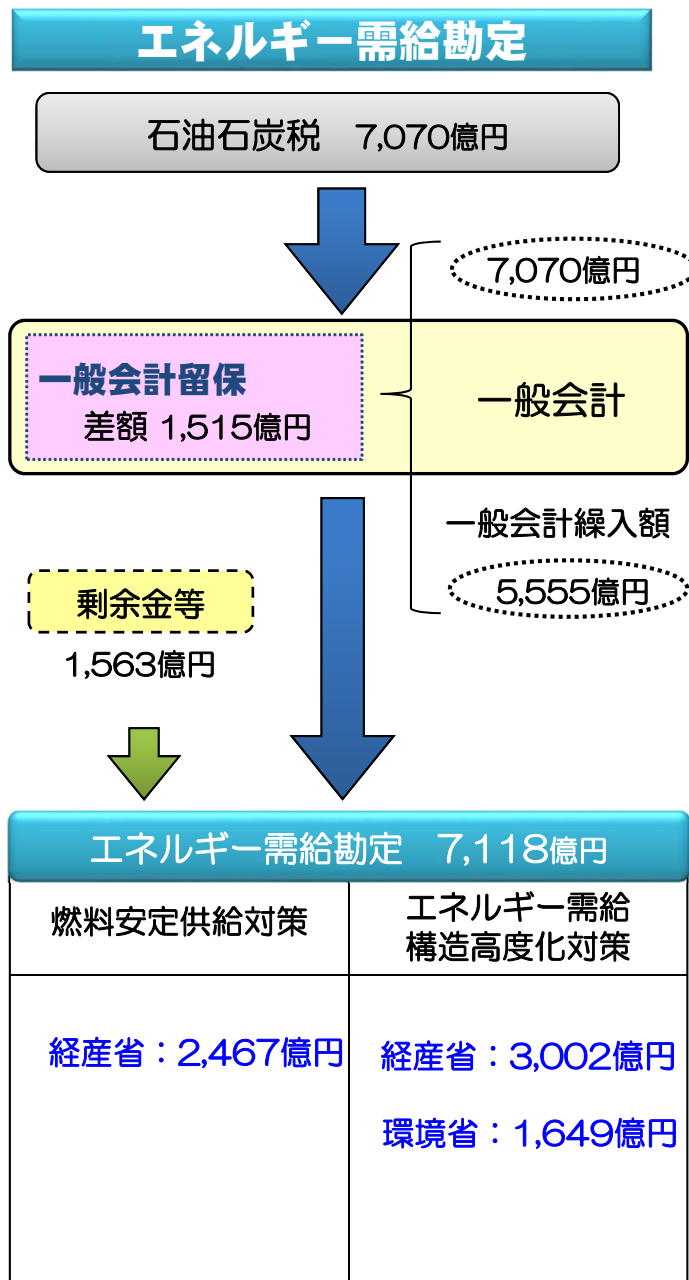 エネルギー需給勘定
石油石炭税　7,070億円
7,070億円
一般会計留保
差額 1,515億円
一般会計
一般会計繰入額
5,555億円
剰余金等
1,563億円
エネルギー需給勘定　7,118億円
燃料安定供給対策
エネルギー需給
構造高度化対策
経産省：2,467億円
経産省：3,002億円
環境省：1,649億円